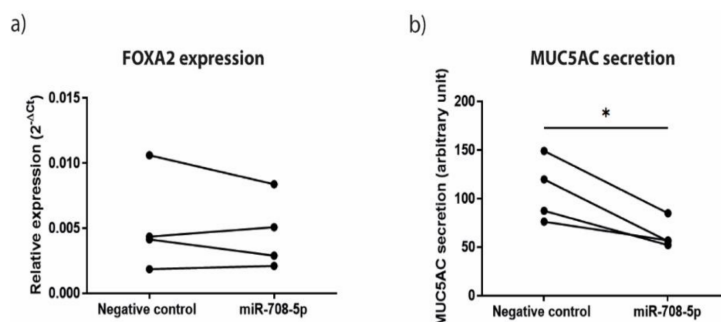 a)
FOXA2 expression
Relative expression (2^-ΔCt)
0.015
0.010
0.005
0.000
Negative control
miR-708-5p
b)
MUC5AC secretion
MUC5AC secretion (arbitrary unit)
200
150
100
50
0
*
Negative control
miR-708-5p